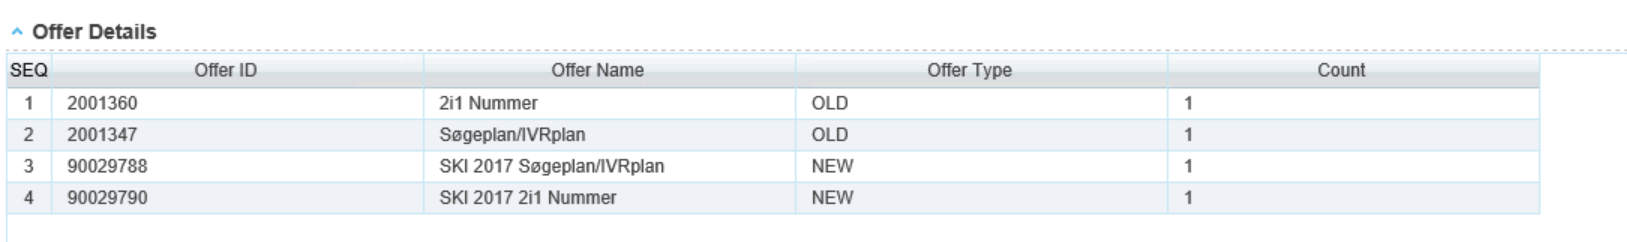 Offer Details
SEQ Offer ID Offer Name Offer Type Count
1 2001360 2i1 Nummer OLD 1
2 2001347 Søgeplan/IVRplan OLD 1
3 90029788 SKI 2017 Søgeplan/IVRplan NEW 1
4 90029790 SKI 2017 2i1 Nummer NEW 1